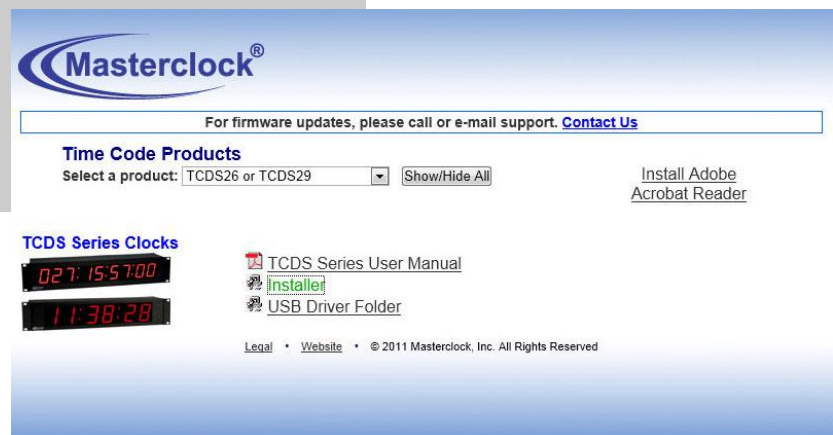 Masterclock®
For firmware updates, please call or e-mail support. Contact Us
Time Code Products
Select a product: TCDS26 or TCDS29 Show/Hide All
Install Adobe
Acrobat Reader
TCDS Series Clocks
027:15:57:00
11:38:28
TCDS Series User Manual
Installer
USB Driver Folder
Legal • Website • © 2011 Masterclock, Inc. All Rights Reserved